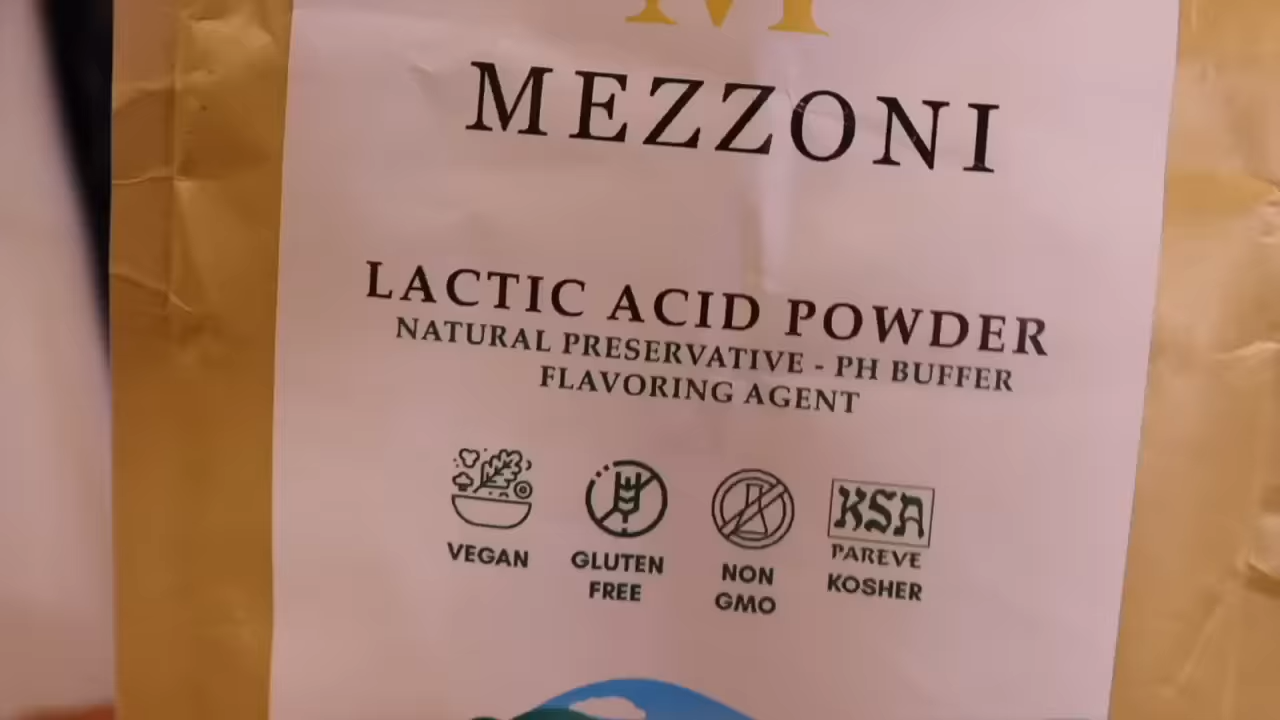 M
MEZZONI
LACTIC ACID POWDER
NATURAL PRESERVATIVE - PH BUFFER
FLAVORING AGENT
VEGAN
GLUTEN
FREE
NON
GMO
KSA
PAREVE
KOSHER